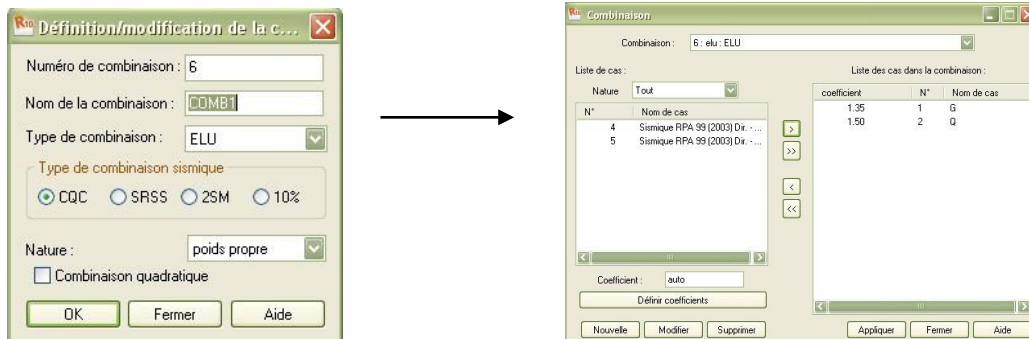 R10 Définition/modification de la c...
Numéro de combinaison : 6
Nom de la combinaison : COMB1
Type de combinaison : ELU
Type de combinaison sismique
CQC SRSS 2SM 10%
Nature : poids propre
Combinaison quadratique
OK Fermer Aide
R10 Combinaison
Combinaison : 6 : elu : ELU
Liste de cas :
Nature Tout
N° Nom de cas
4 Sismique RPA 99 (2003) Dir. - ...
5 Sismique RPA 99 (2003) Dir. - ...
>
>>
<
<<
Coefficient : auto
Définir coefficients
Nouvelle Modifier Supprimer
Liste des cas dans la combinaison :
coefficient N° Nom de cas
1.35 1 G
1.50 2 Q
Appliquer Fermer Aide